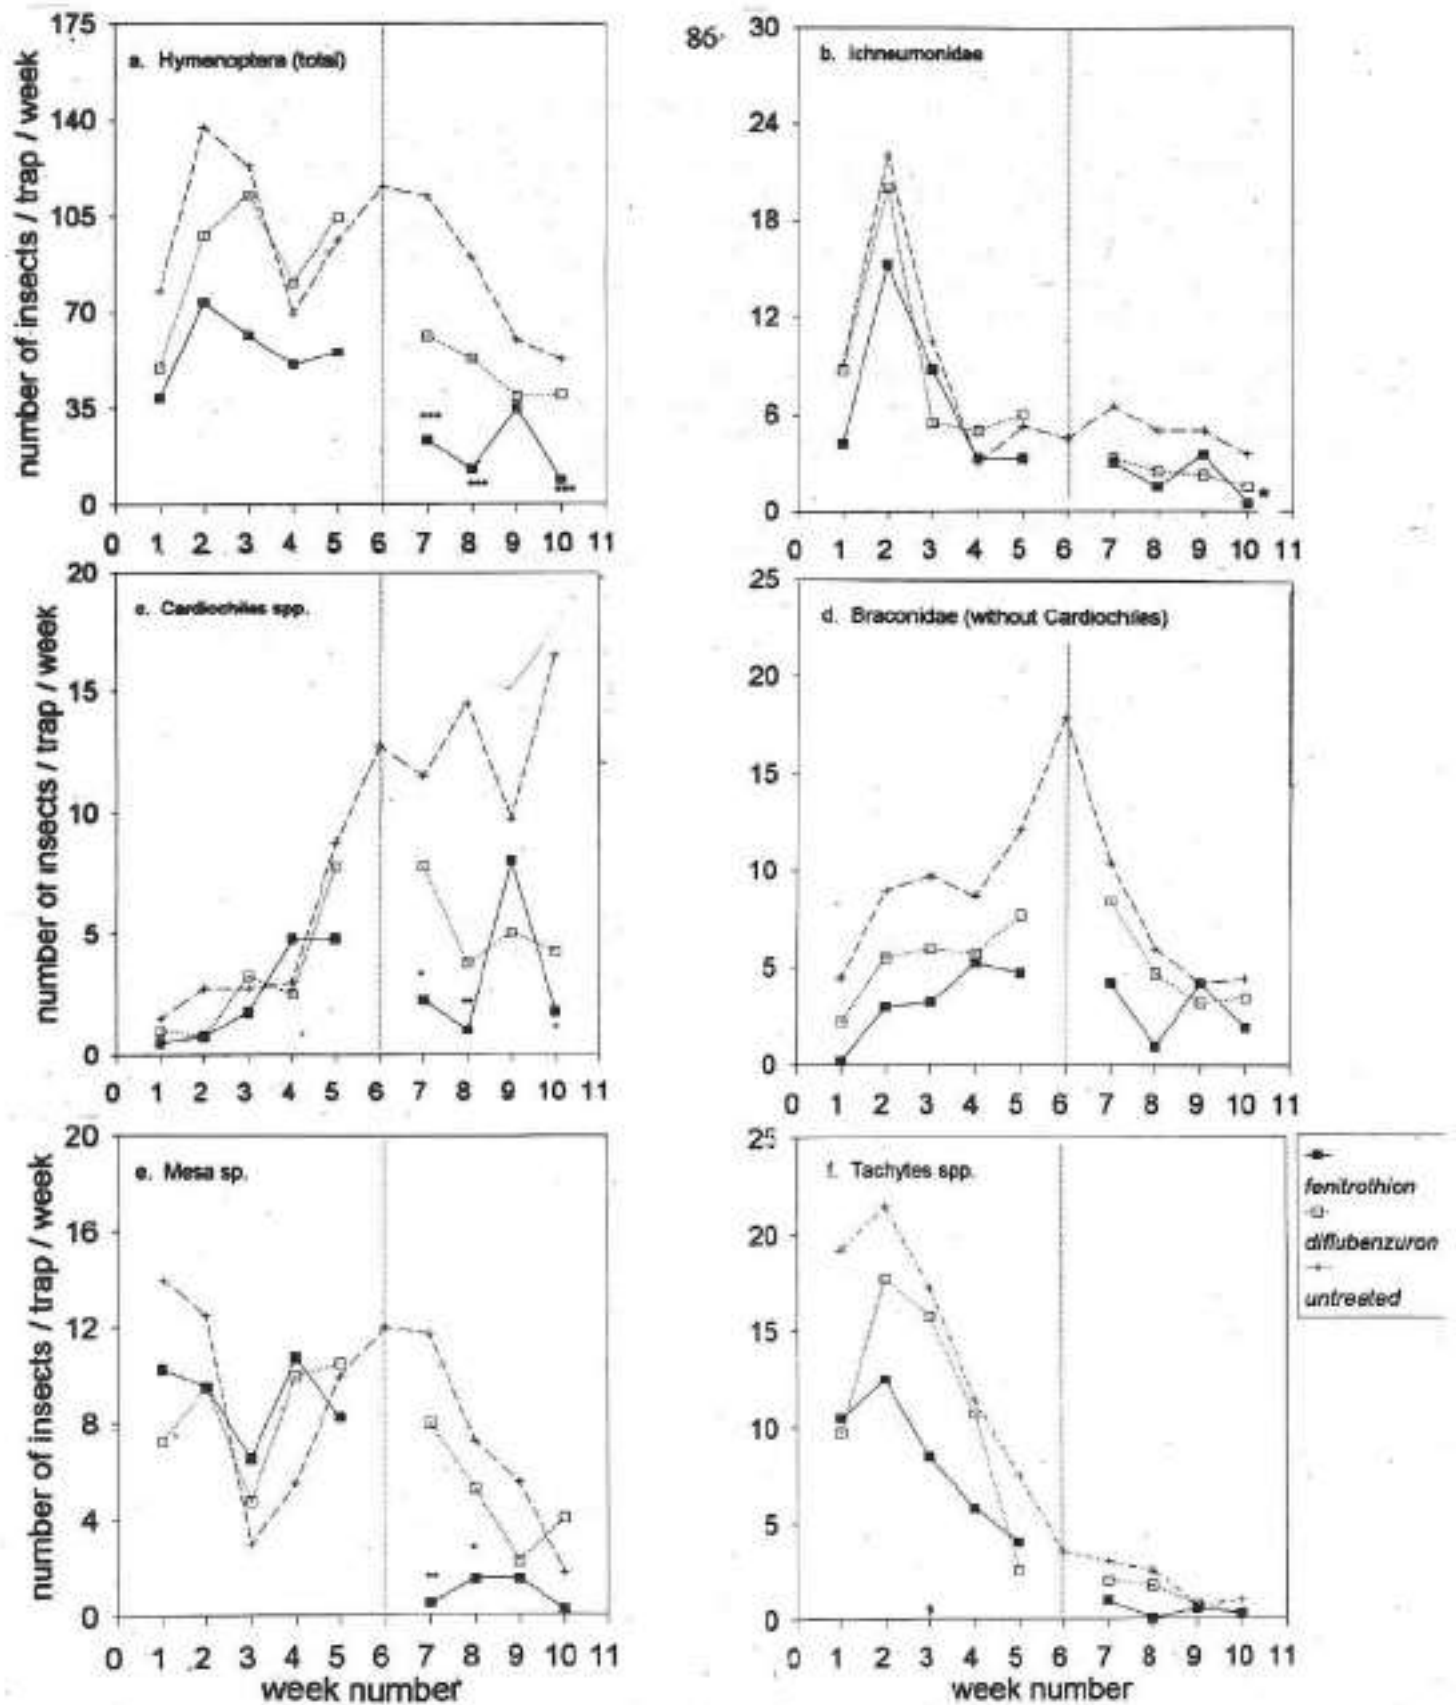 86
a. Hymenoptera (total)
number of insects / trap / week
175
140
105
70
35
0
***
***
***
0 1 2 3 4 5 6 7 8 9 10 11
b. Ichneumonidae
30
24
18
12
6
0
*
0 1 2 3 4 5 6 7 8 9 10 11
c. Cardiochiles spp.
number of insects / trap / week
20
15
10
5
0
*
**
*
0 1 2 3 4 5 6 7 8 9 10 11
d. Braconidae (without Cardiochiles)
25
20
15
10
5
0
0 1 2 3 4 5 6 7 8 9 10 11
e. Mesa sp.
number of insects / trap / week
20
16
12
8
4
0
**
*
0 1 2 3 4 5 6 7 8 9 10 11
week number
f. Tachytes spp.
25
20
15
10
5
0
0 1 2 3 4 5 6 7 8 9 10 11
week number
fenitrothion
diflubenzuron
untreated